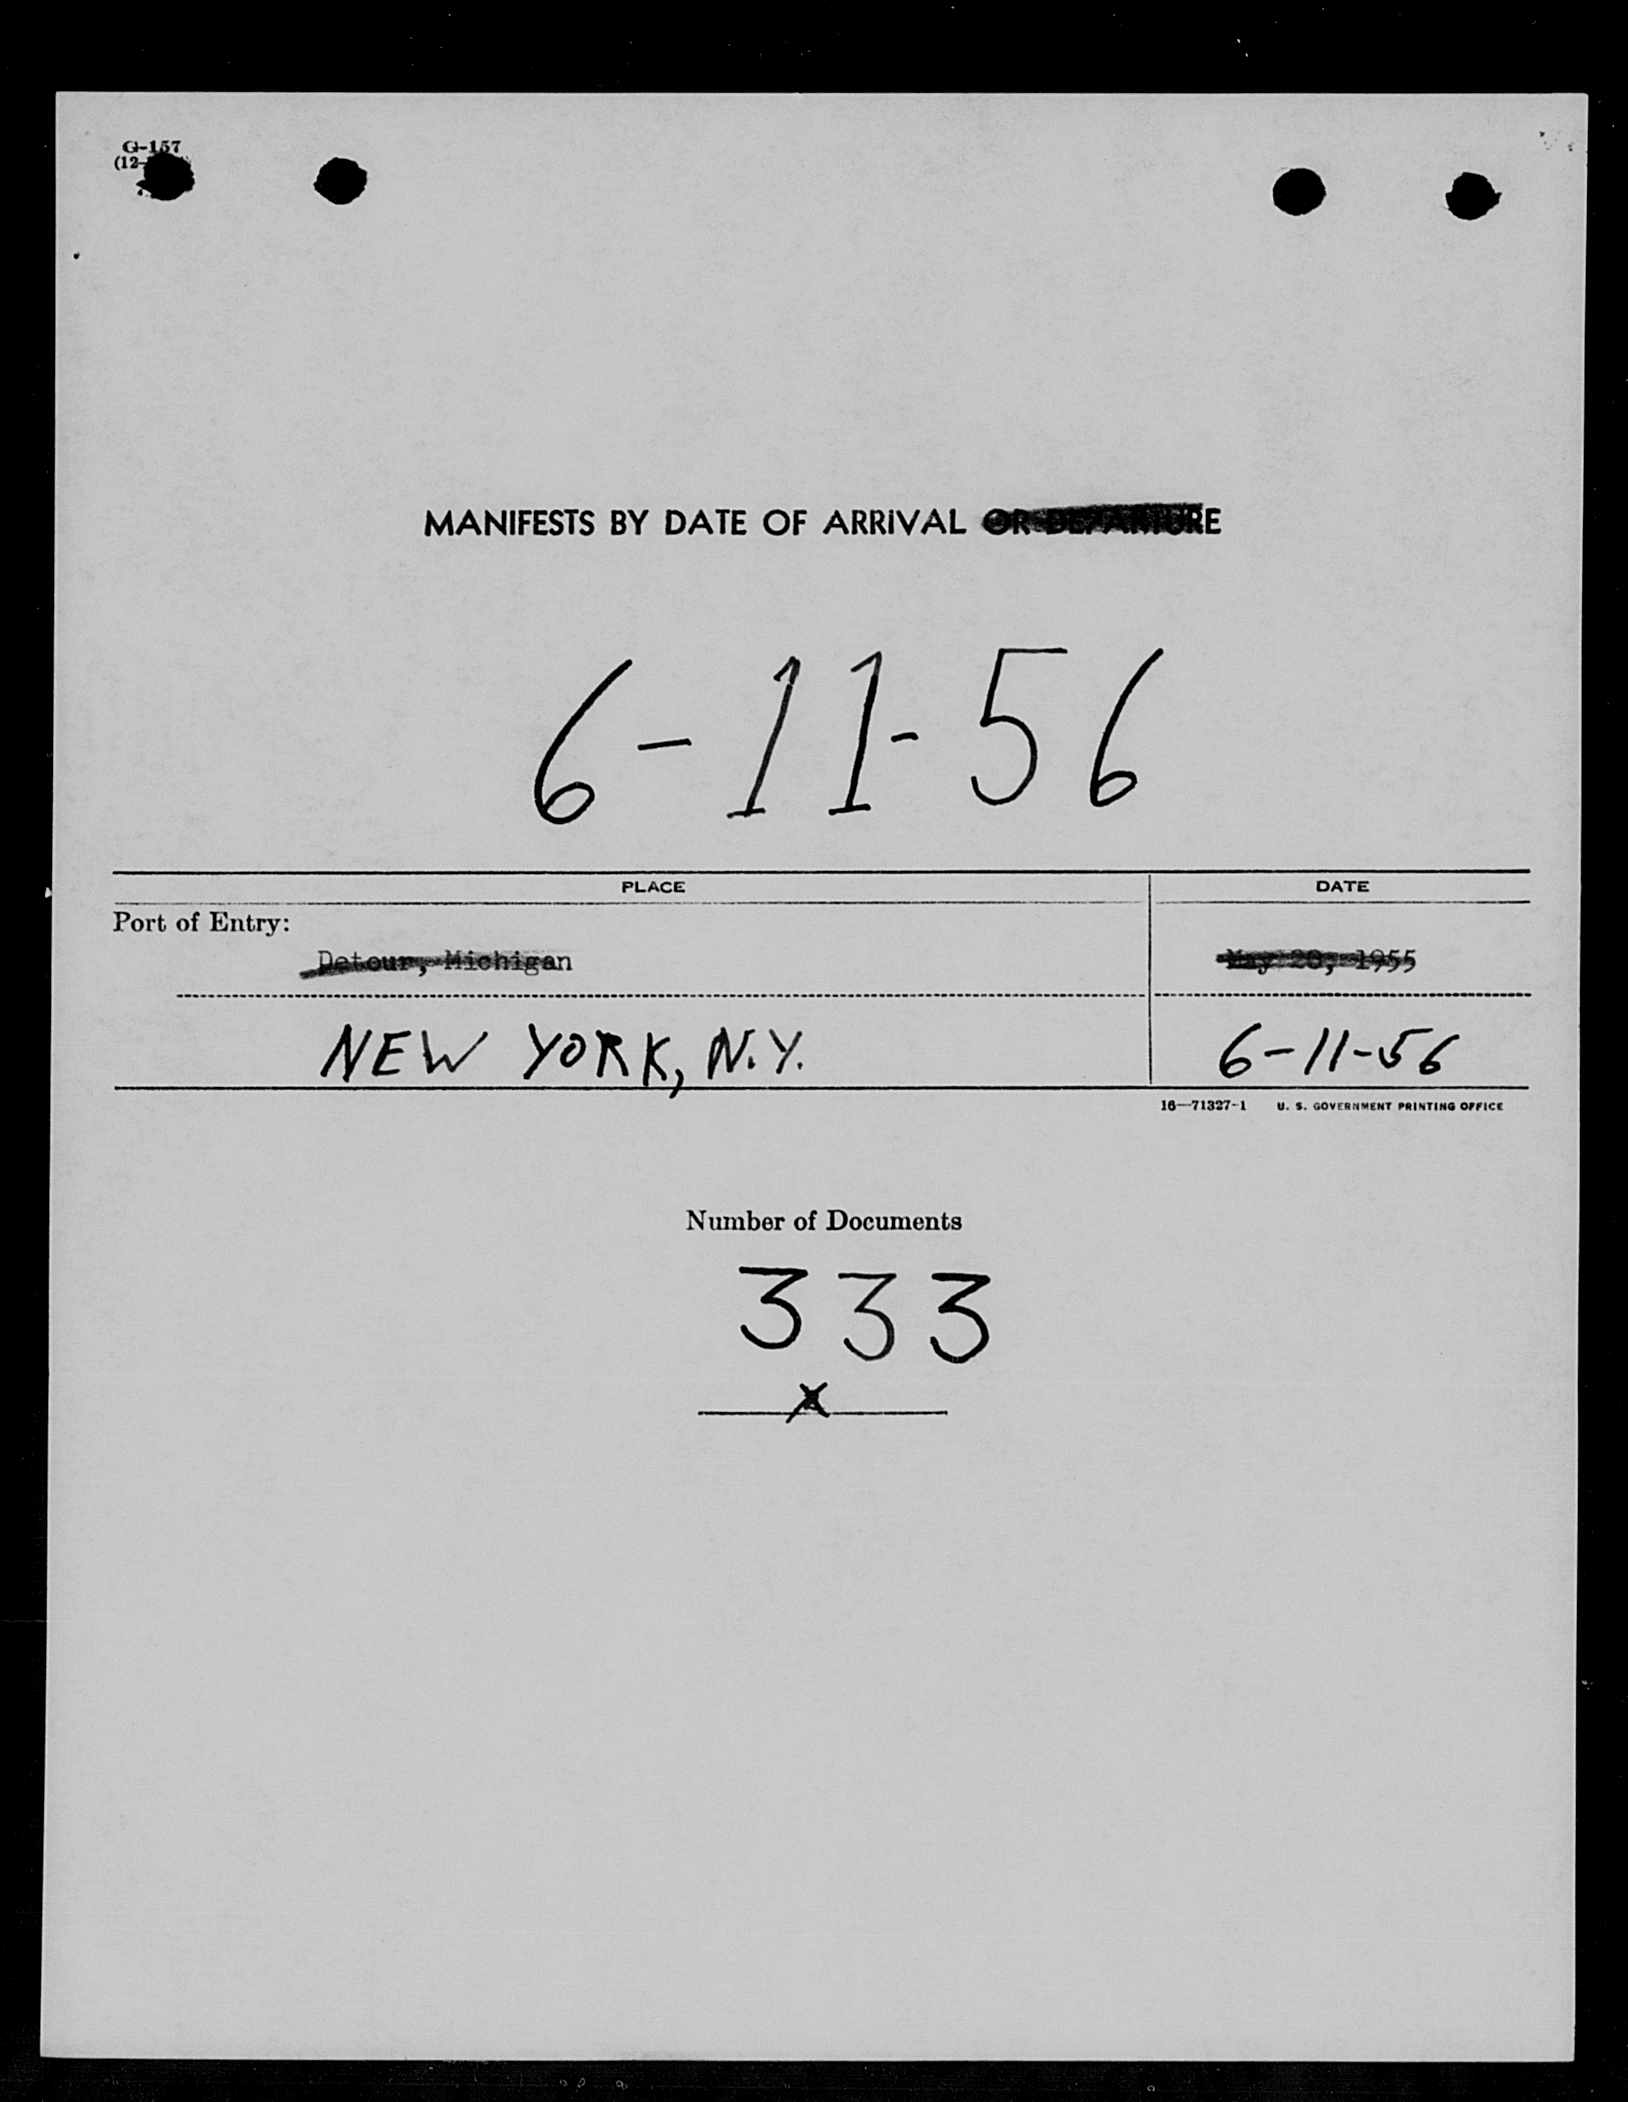 G-157
(12-
MANIFESTS BY DATE OF ARRIVAL OR DEPARTURE
6-11-56
PLACE DATE
Port of Entry:
Detour, Michigan May 20, 1955
NEW YORK, N.Y. 6-11-56
16—71327-1 U. S. GOVERNMENT PRINTING OFFICE
Number of Documents
333